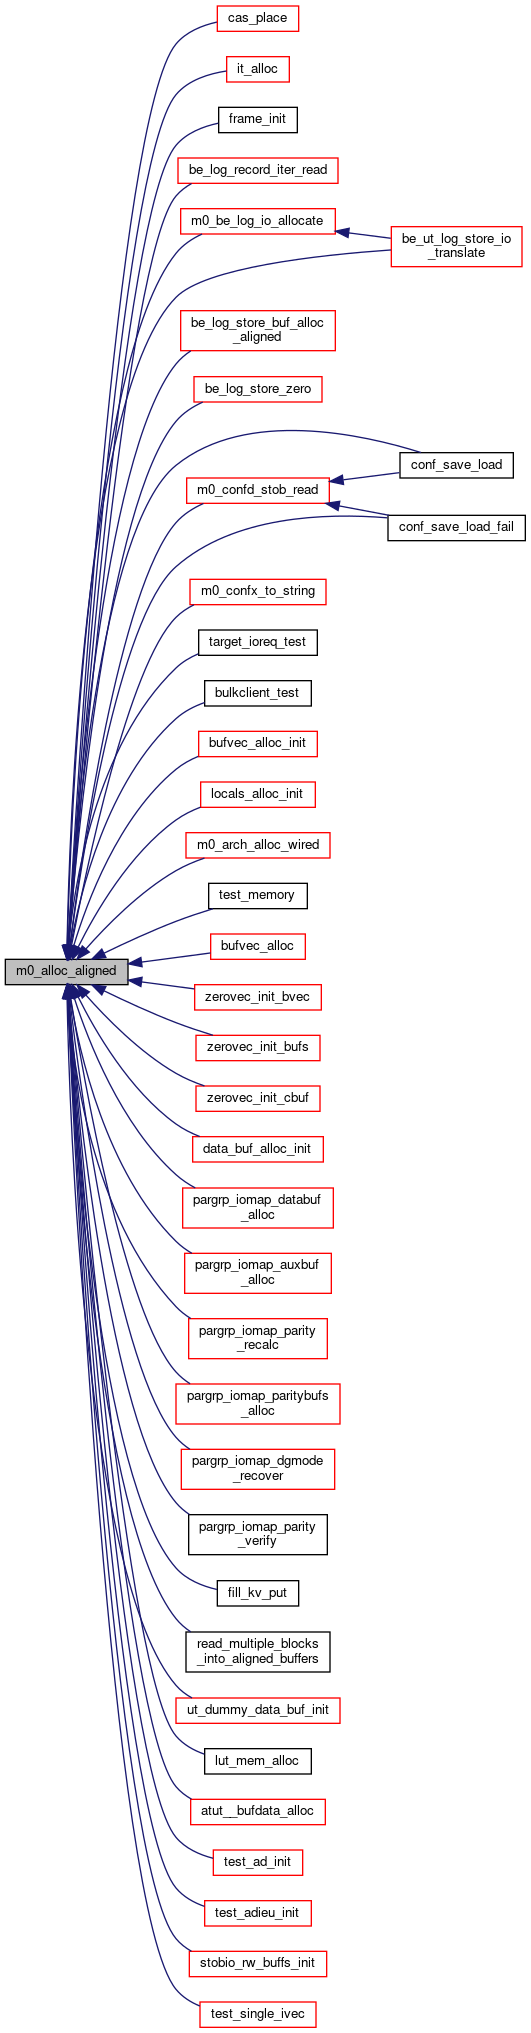 cas_place
it_alloc
frame_init
be_log_record_iter_read
m0_be_log_io_allocate
be_ut_log_store_io
_translate
be_log_store_buf_alloc
_aligned
be_log_store_zero
conf_save_load
m0_confd_stob_read
conf_save_load_fail
m0_confx_to_string
target_ioreq_test
bulkclient_test
bufvec_alloc_init
locals_alloc_init
m0_arch_alloc_wired
test_memory
bufvec_alloc
m0_alloc_aligned
zerovec_init_bvec
zerovec_init_bufs
zerovec_init_cbuf
data_buf_alloc_init
pargrp_iomap_databuf
_alloc
pargrp_iomap_auxbuf
_alloc
pargrp_iomap_parity
_recalc
pargrp_iomap_paritybufs
_alloc
pargrp_iomap_dgmode
_recover
pargrp_iomap_parity
_verify
fill_kv_put
read_multiple_blocks
_into_aligned_buffers
ut_dummy_data_buf_init
lut_mem_alloc
atut__bufdata_alloc
test_ad_init
test_adieu_init
stobio_rw_buffs_init
test_single_ivec